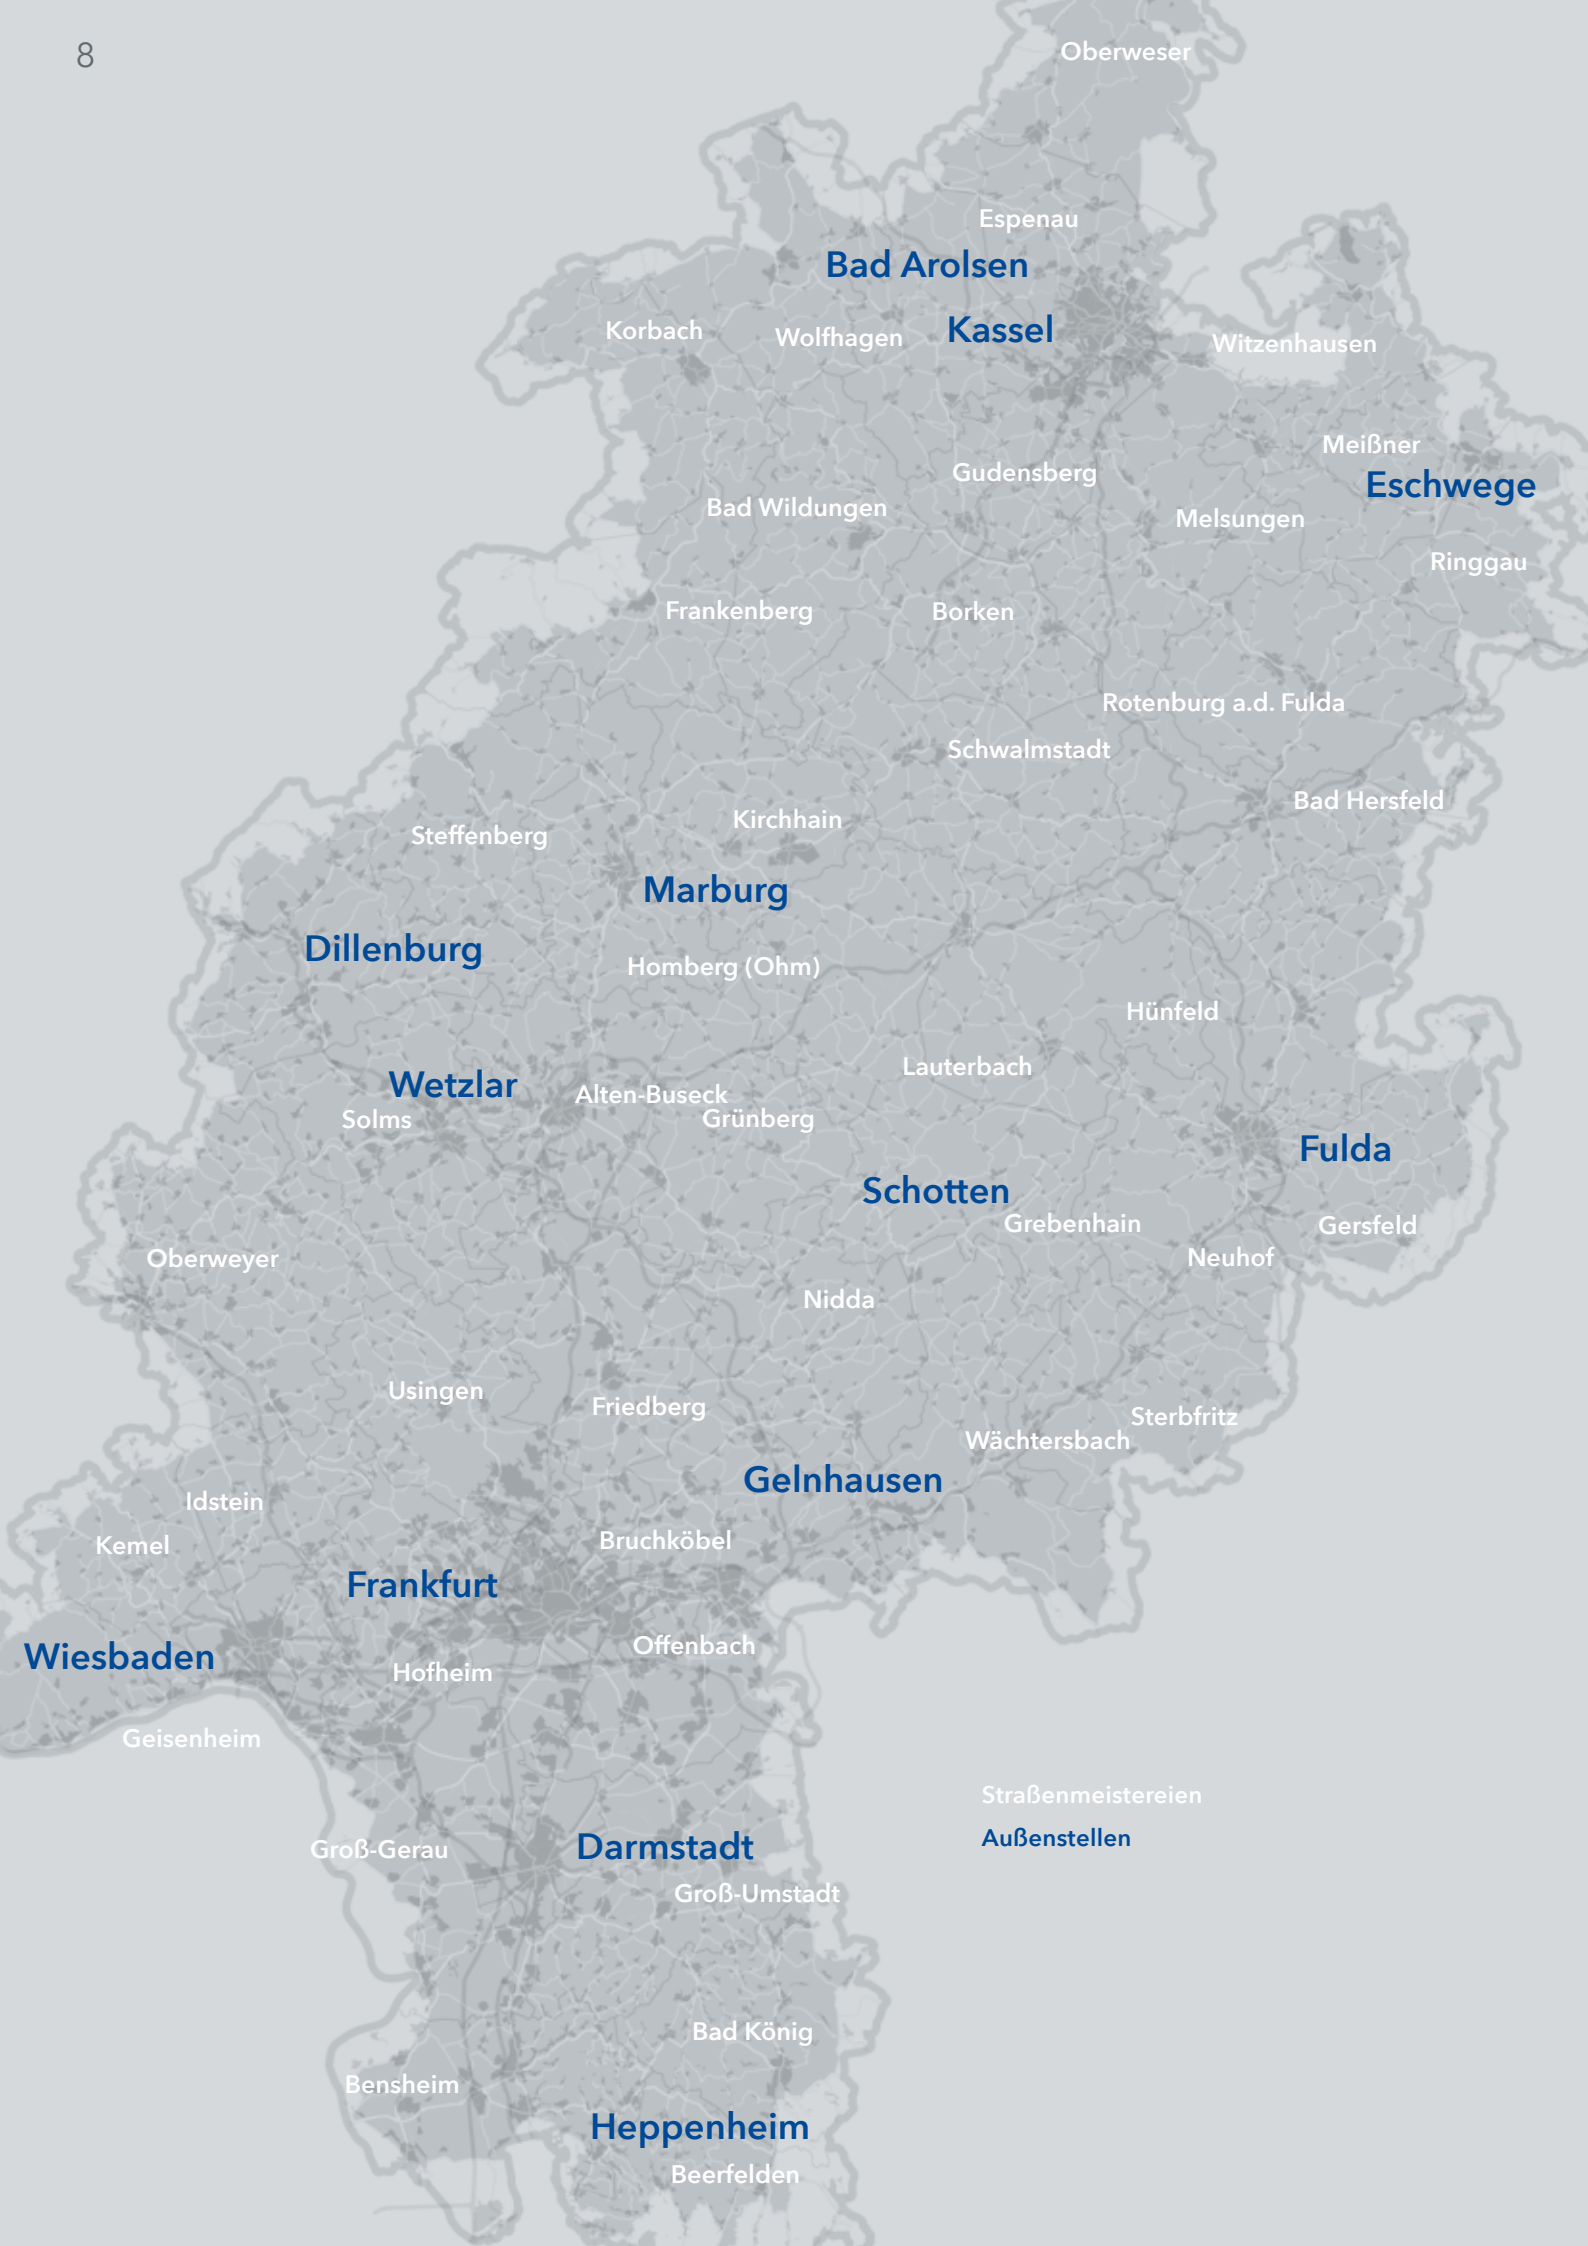 8
Oberweser
Espenau
Bad Arolsen
Korbach
Wolfhagen
Kassel
Witzenhausen
Meißner
Gudensberg
Eschwege
Bad Wildungen
Melsungen
Ringgau
Frankenberg
Borken
Rotenburg a.d. Fulda
Schwalmstadt
Bad Hersfeld
Kirchhain
Steffenberg
Marburg
Dillenburg
Homberg (Ohm)
Hünfeld
Lauterbach
Wetzlar
Alten-Buseck
Solms
Grünberg
Fulda
Schotten
Grebenhain
Gersfeld
Oberweyer
Neuhof
Nidda
Usingen
Friedberg
Sterbfritz
Wächtersbach
Gelnhausen
Idstein
Kemel
Bruchköbel
Frankfurt
Offenbach
Wiesbaden
Hofheim
Geisenheim
Straßenmeistereien
Außenstellen
Groß-Gerau
Darmstadt
Groß-Umstadt
Bad König
Bensheim
Heppenheim
Beerfelden